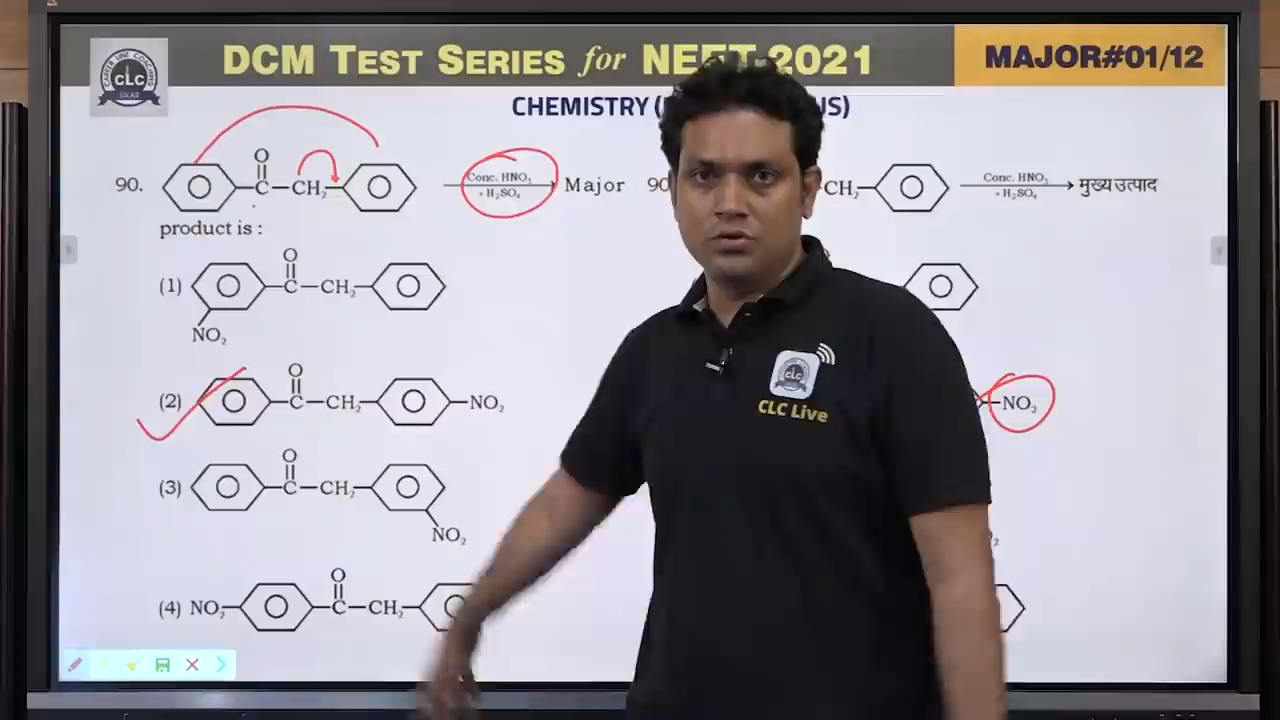 DCM TEST SERIES for NEET-2021
MAJOR#01/12
CLC
SIKAR
CHEMISTRY
90. O C CH₂ Conc. HNO₃ + H₂SO₄ Major
product is :
(1) O C CH₂
NO₂
(2) O C CH₂ NO₂
(3) O C CH₂
NO₂
(4) NO₂ O C CH₂
90
CH₂ Conc. HNO₃ + H₂SO₄ मुख्य उत्पाद
NO₂
CLC
CLC Live